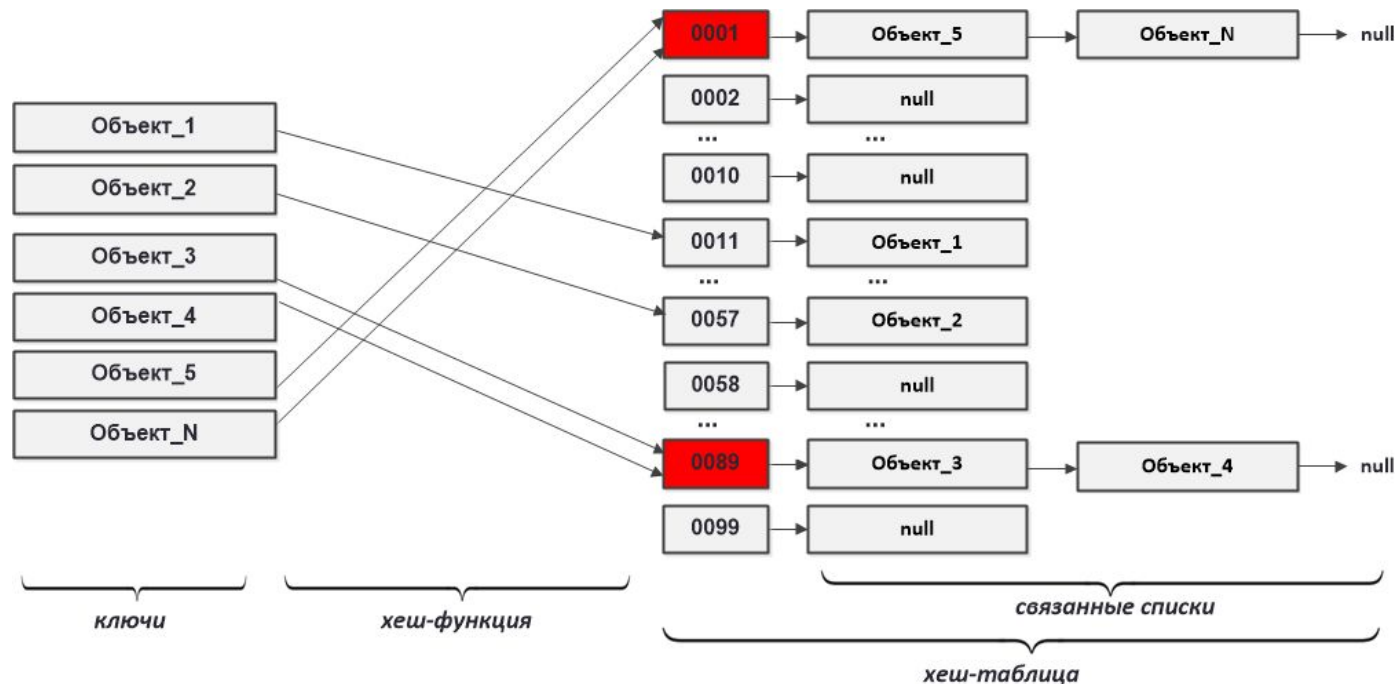 0001 Объект_5 Объект_N null
0002 null
... ...
Объект_1
Объект_2
0010 null
Объект_3
0011 Объект_1
... ...
Объект_4
0057 Объект_2
Объект_5
0058 null
Объект_N
... ...
0089 Объект_3 Объект_4 null
0099 null
связанные списки
ключи хеш-функция
хеш-таблица